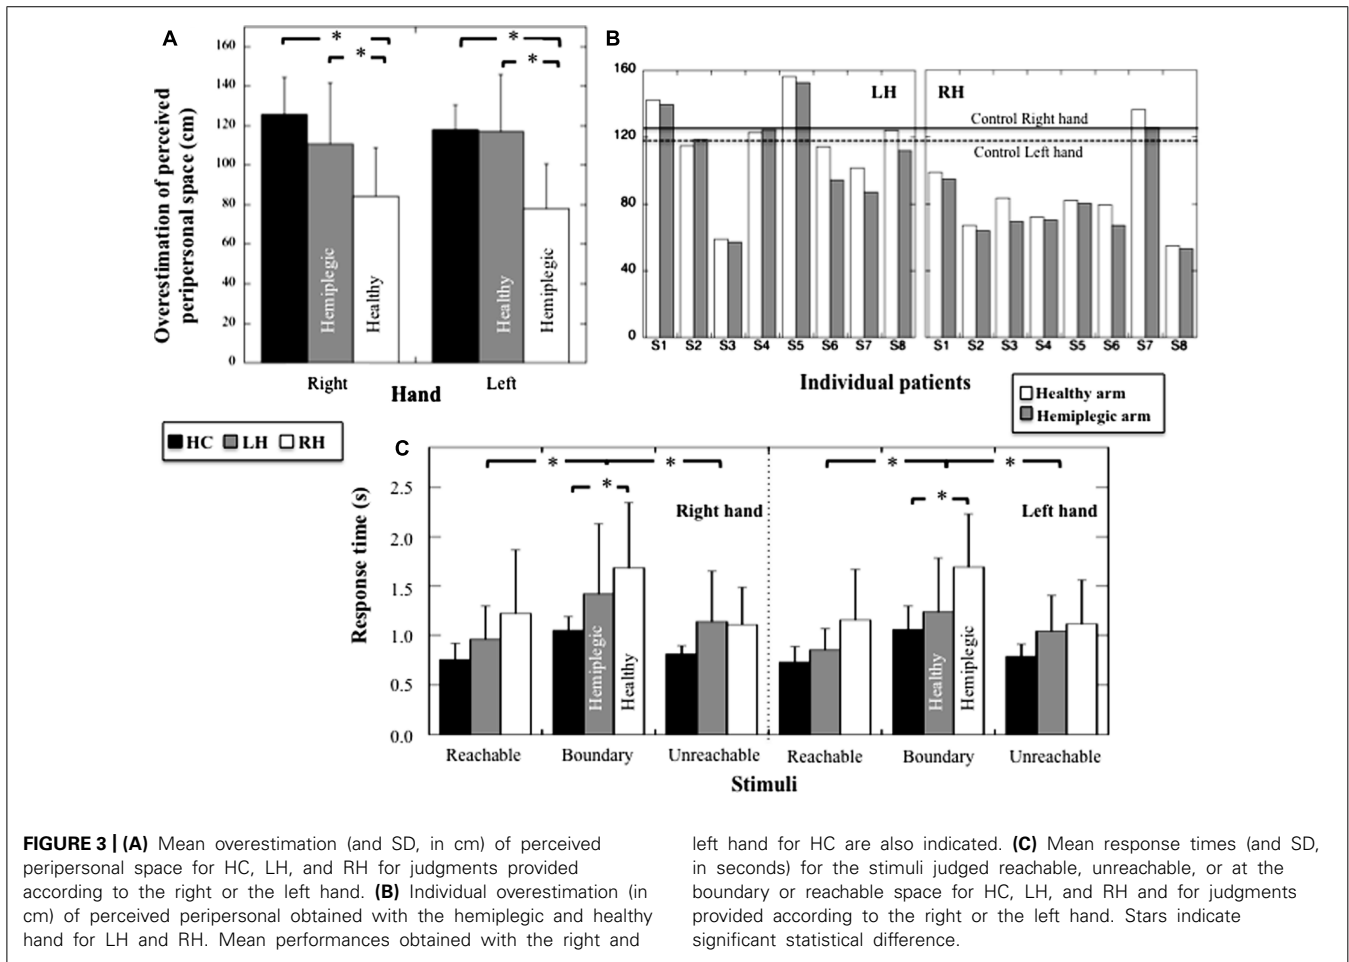 A
Overestimation of perceived
peripersonal space (cm)
160
140
120
100
80
60
40
20
0
*
*
*
*
Hemiplegic
Healthy
Healthy
Hemiplegic
Right
Left
Hand
HC LH RH
B
160
120
80
40
0
LH
RH
Control Right hand
Control Left hand
S1 S2 S3 S4 S5 S6 S7 S8 S1 S2 S3 S4 S5 S6 S7 S8
Individual patients
Healthy arm
Hemiplegic arm
C
Response time (s)
2.5
2.0
1.5
1.0
0.5
0.0
* * * *
* *
Right hand
Left hand
Hemiplegic
Healthy
Healthy
Hemiplegic
Reachable Boundary Unreachable Reachable Boundary Unreachable
Stimuli
FIGURE 3 | (A) Mean overestimation (and SD, in cm) of perceived
peripersonal space for HC, LH, and RH for judgments provided
according to the right or the left hand. (B) Individual overestimation (in
cm) of perceived peripersonal obtained with the hemiplegic and healthy
hand for LH and RH. Mean performances obtained with the right and
left hand for HC are also indicated. (C) Mean response times (and SD,
in seconds) for the stimuli judged reachable, unreachable, or at the
boundary or reachable space for HC, LH, and RH and for judgments
provided according to the right or the left hand. Stars indicate
significant statistical difference.